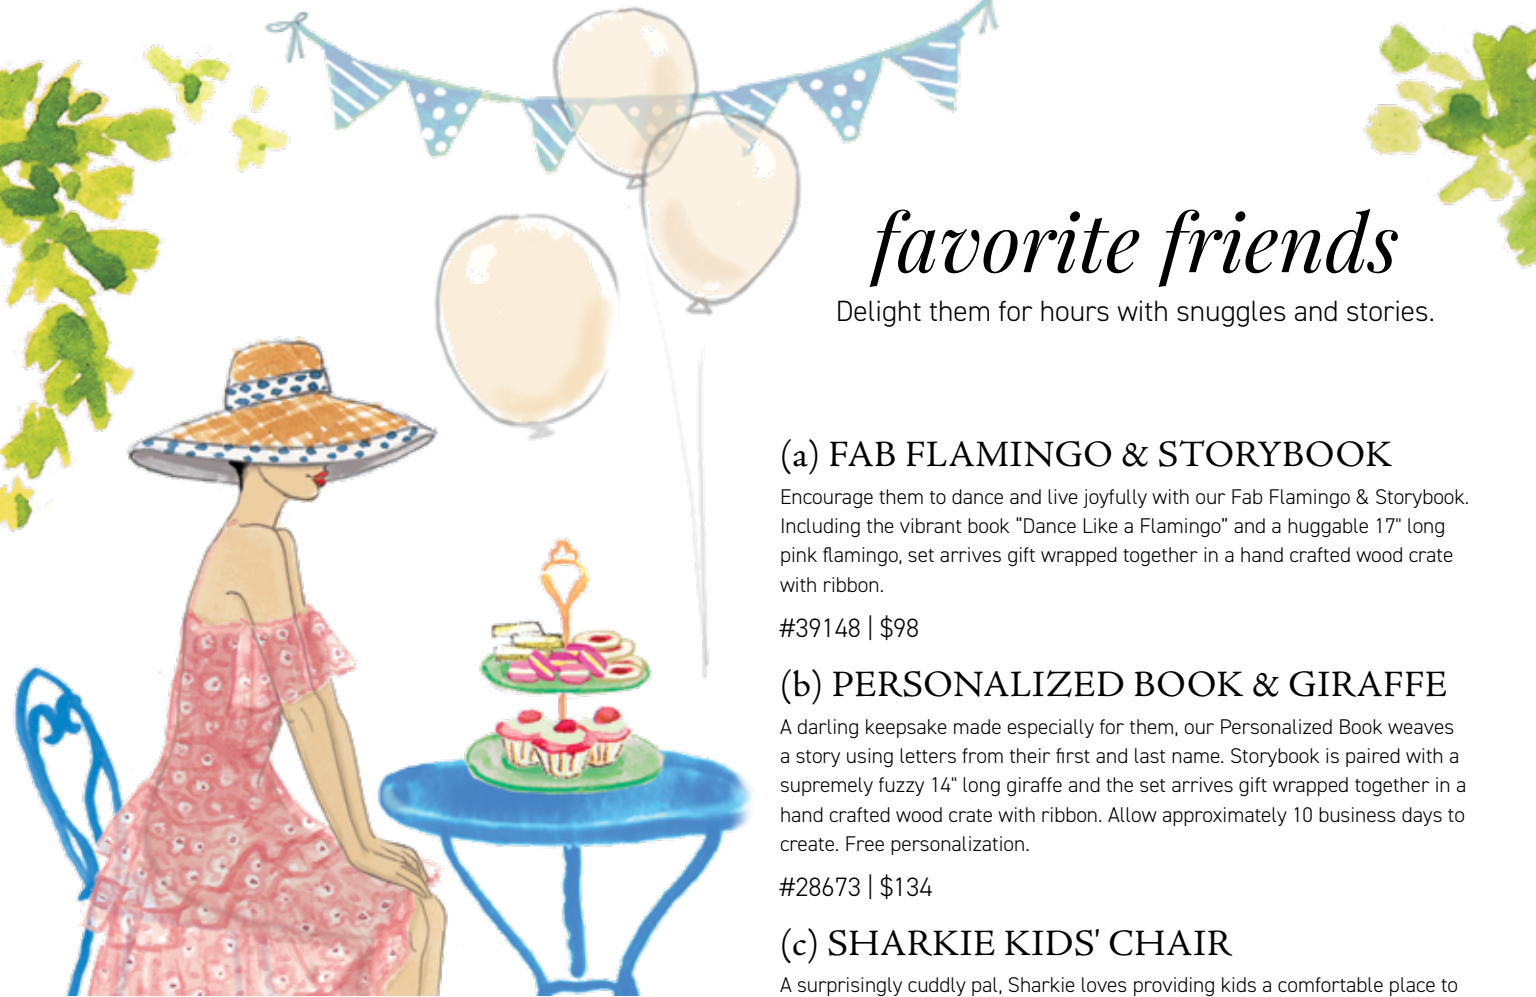 favorite friends
Delight them for hours with snuggles and stories.
(a) FAB FLAMINGO & STORYBOOK
Encourage them to dance and live joyfully with our Fab Flamingo & Storybook.
Including the vibrant book “Dance Like a Flamingo” and a huggable 17" long
pink flamingo, set arrives gift wrapped together in a hand crafted wood crate
with ribbon.
#39148 | $98
(b) PERSONALIZED BOOK & GIRAFFE
A darling keepsake made especially for them, our Personalized Book weaves
a story using letters from their first and last name. Storybook is paired with a
supremely fuzzy 14" long giraffe and the set arrives gift wrapped together in a
hand crafted wood crate with ribbon. Allow approximately 10 business days to
create. Free personalization.
#28673 | $134
(c) SHARKIE KIDS' CHAIR
A surprisingly cuddly pal, Sharkie loves providing kids a comfortable place to